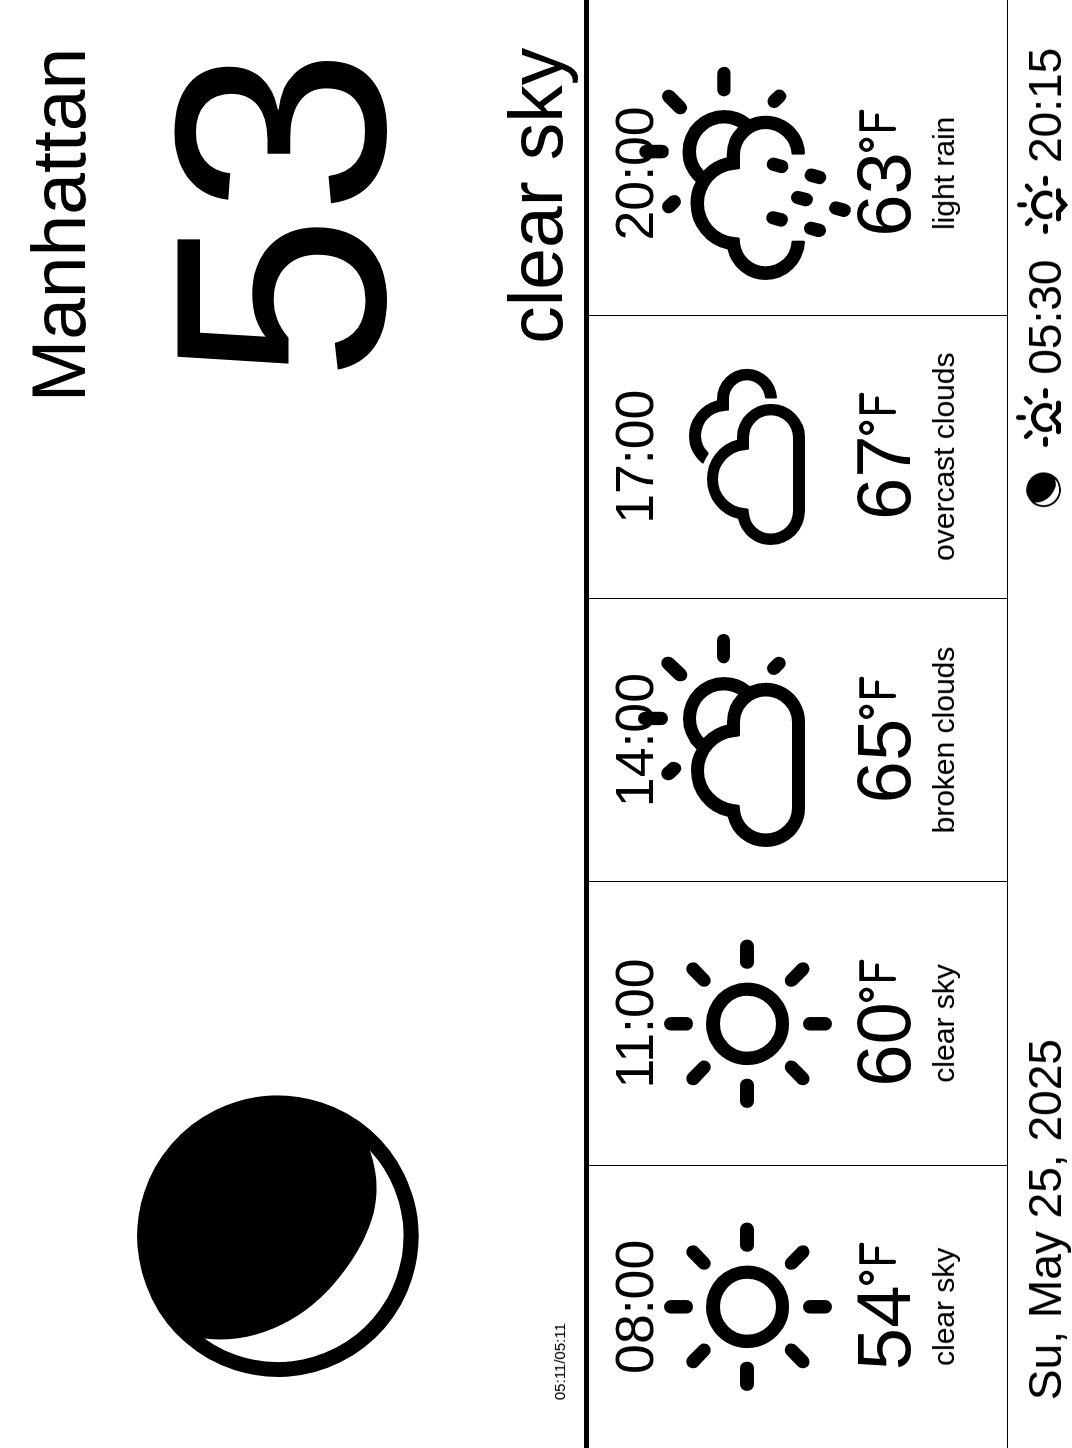 Manhattan
53
clear sky
05:11/05:11
08:00
54°F
clear sky
11:00
60°F
clear sky
14:00
65°F
broken clouds
17:00
67°F
overcast clouds
20:00
63°F
light rain
Su, May 25, 2025
05:30 20:15